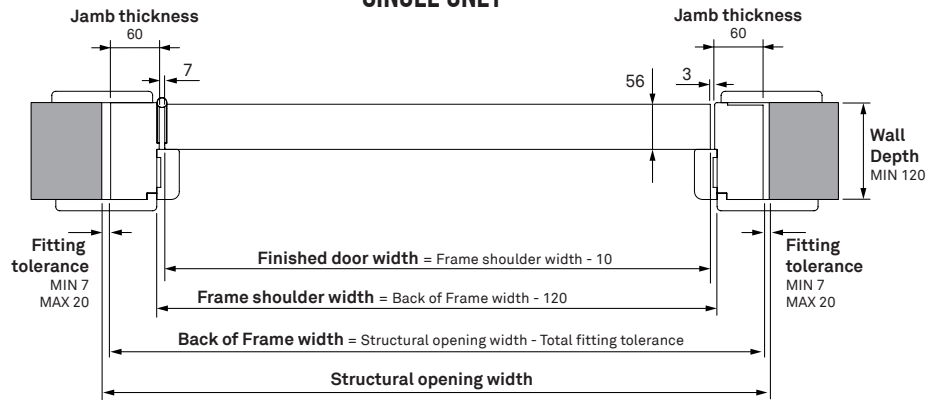 SINGLE ONLY
Jamb thickness
60
Jamb thickness
60
7
56
3
Wall
Depth
MIN 120
Fitting
tolerance
MIN 7
MAX 20
Fitting
tolerance
MIN 7
MAX 20
Finished door width = Frame shoulder width - 10
Frame shoulder width = Back of Frame width - 120
Back of Frame width = Structural opening width - Total fitting tolerance
Structural opening width